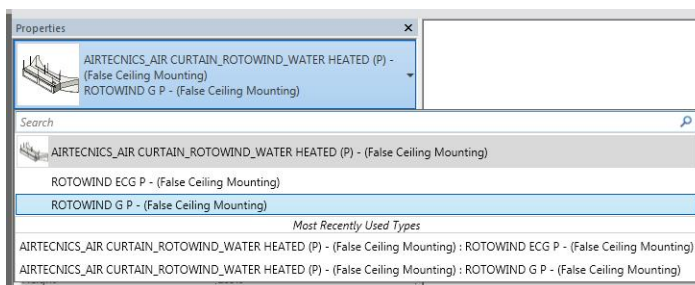 Properties
AIRTECNICS_AIR CURTAIN_ROTOWIND_WATER HEATED (P) -
(False Ceiling Mounting)
ROTOWIND G P - (False Ceiling Mounting)
Search
AIRTECNICS_AIR CURTAIN_ROTOWIND_WATER HEATED (P) - (False Ceiling Mounting)
ROTOWIND ECG P - (False Ceiling Mounting)
ROTOWIND G P - (False Ceiling Mounting)
Most Recently Used Types
AIRTECNICS_AIR CURTAIN_ROTOWIND_WATER HEATED (P) - (False Ceiling Mounting) : ROTOWIND ECG P - (False Ceiling Mounting)
AIRTECNICS_AIR CURTAIN_ROTOWIND_WATER HEATED (P) - (False Ceiling Mounting) : ROTOWIND G P - (False Ceiling Mounting)